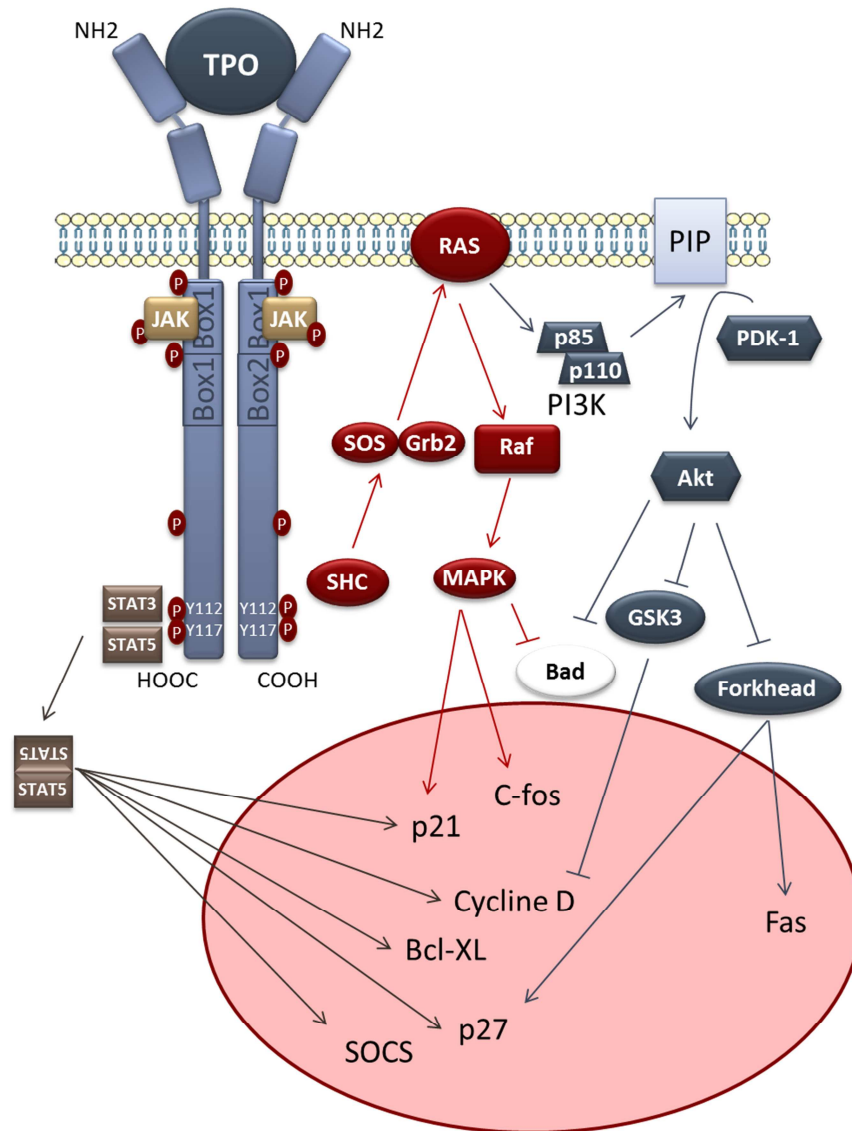 NH2
NH2
TPO
RAS
PIP
P
P
JAK
Box1
Box1
JAK
P
P
P
P
Box1
Box2
p85
p110
PI3K
PDK-1
SOS
Grb2
Raf
Akt
P
P
SHC
MAPK
STAT3
P
Y112
Y112
P
GSK3
STAT5
P
Y117
Y117
P
HOOC
COOH
Bad
Forkhead
STAT5
STAT5
C-fos
p21
Cycline D
Fas
Bcl-XL
p27
SOCS